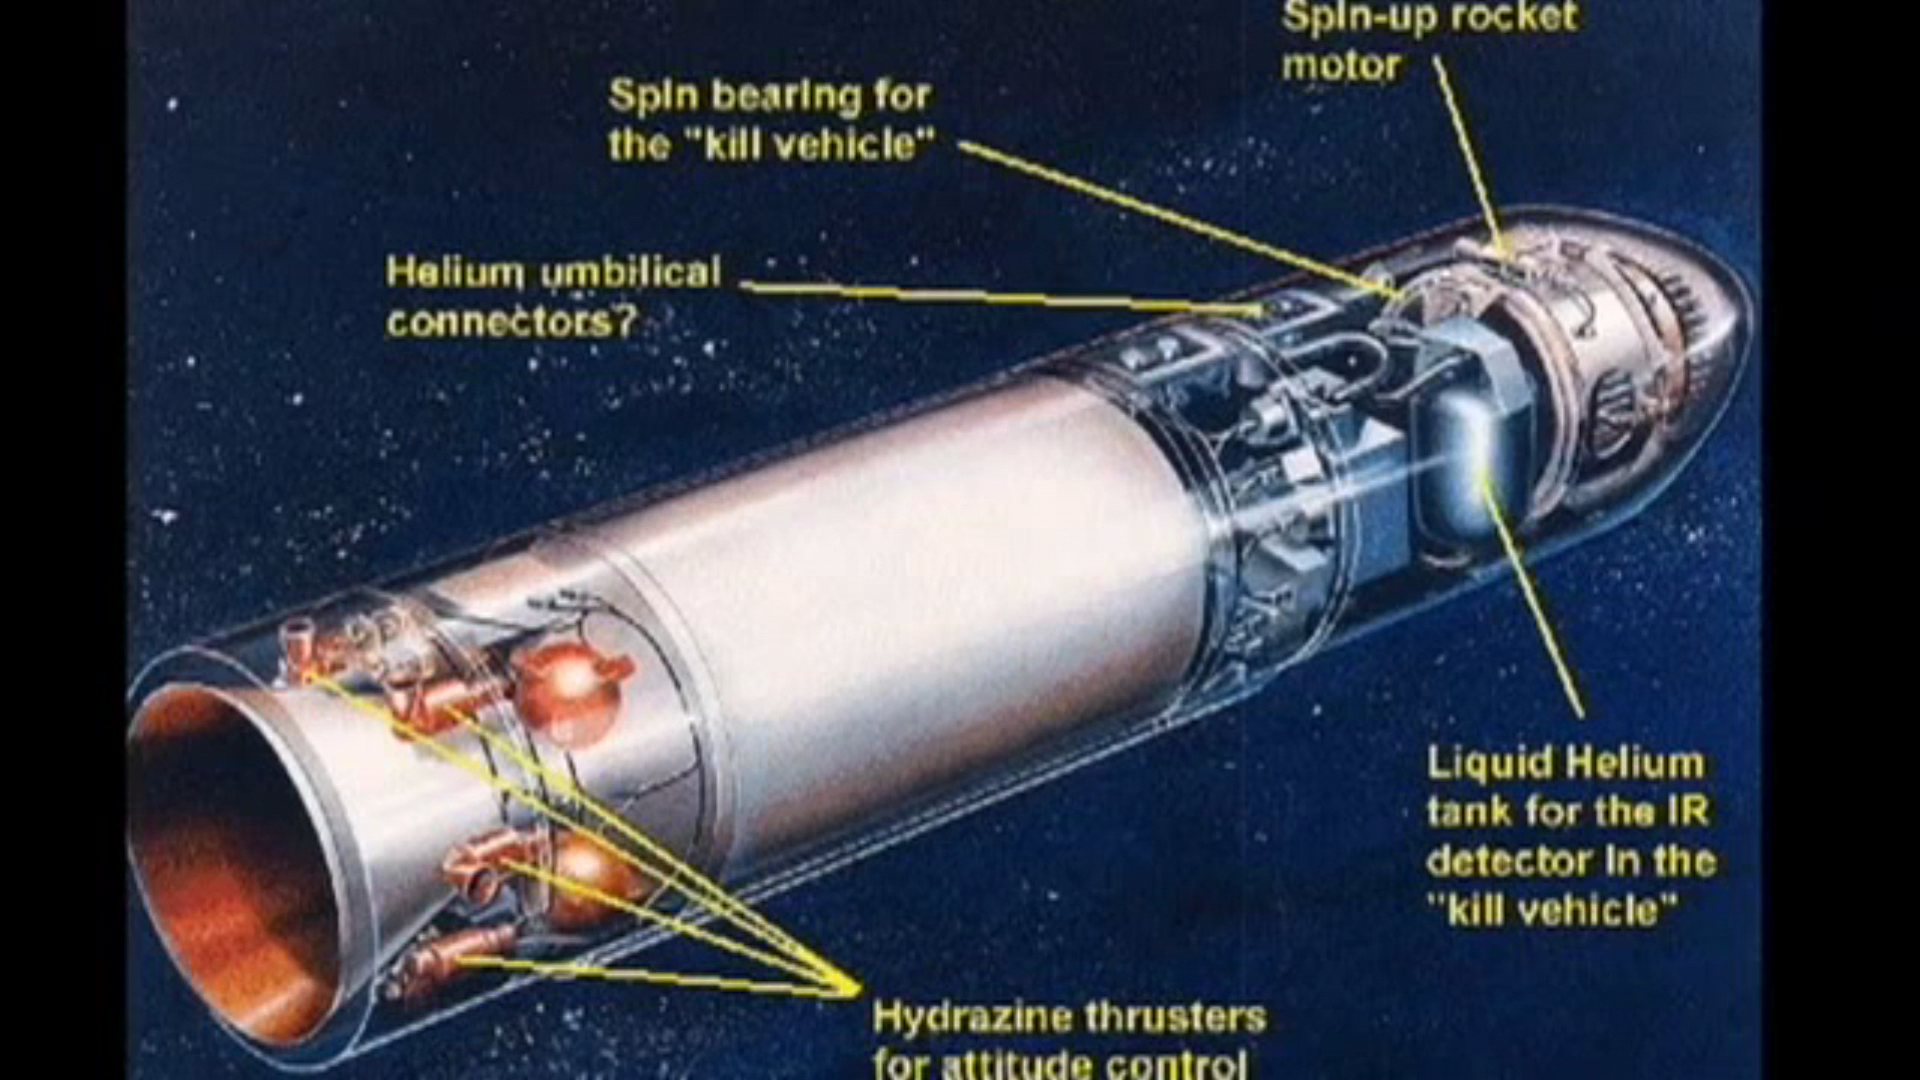 Spin-up rocket
motor
Spin bearing for
the "kill vehicle"
Helium umbilical
connectors?
Liquid Helium
tank for the IR
detector in the
"kill vehicle"
Hydrazine thrusters
for attitude control